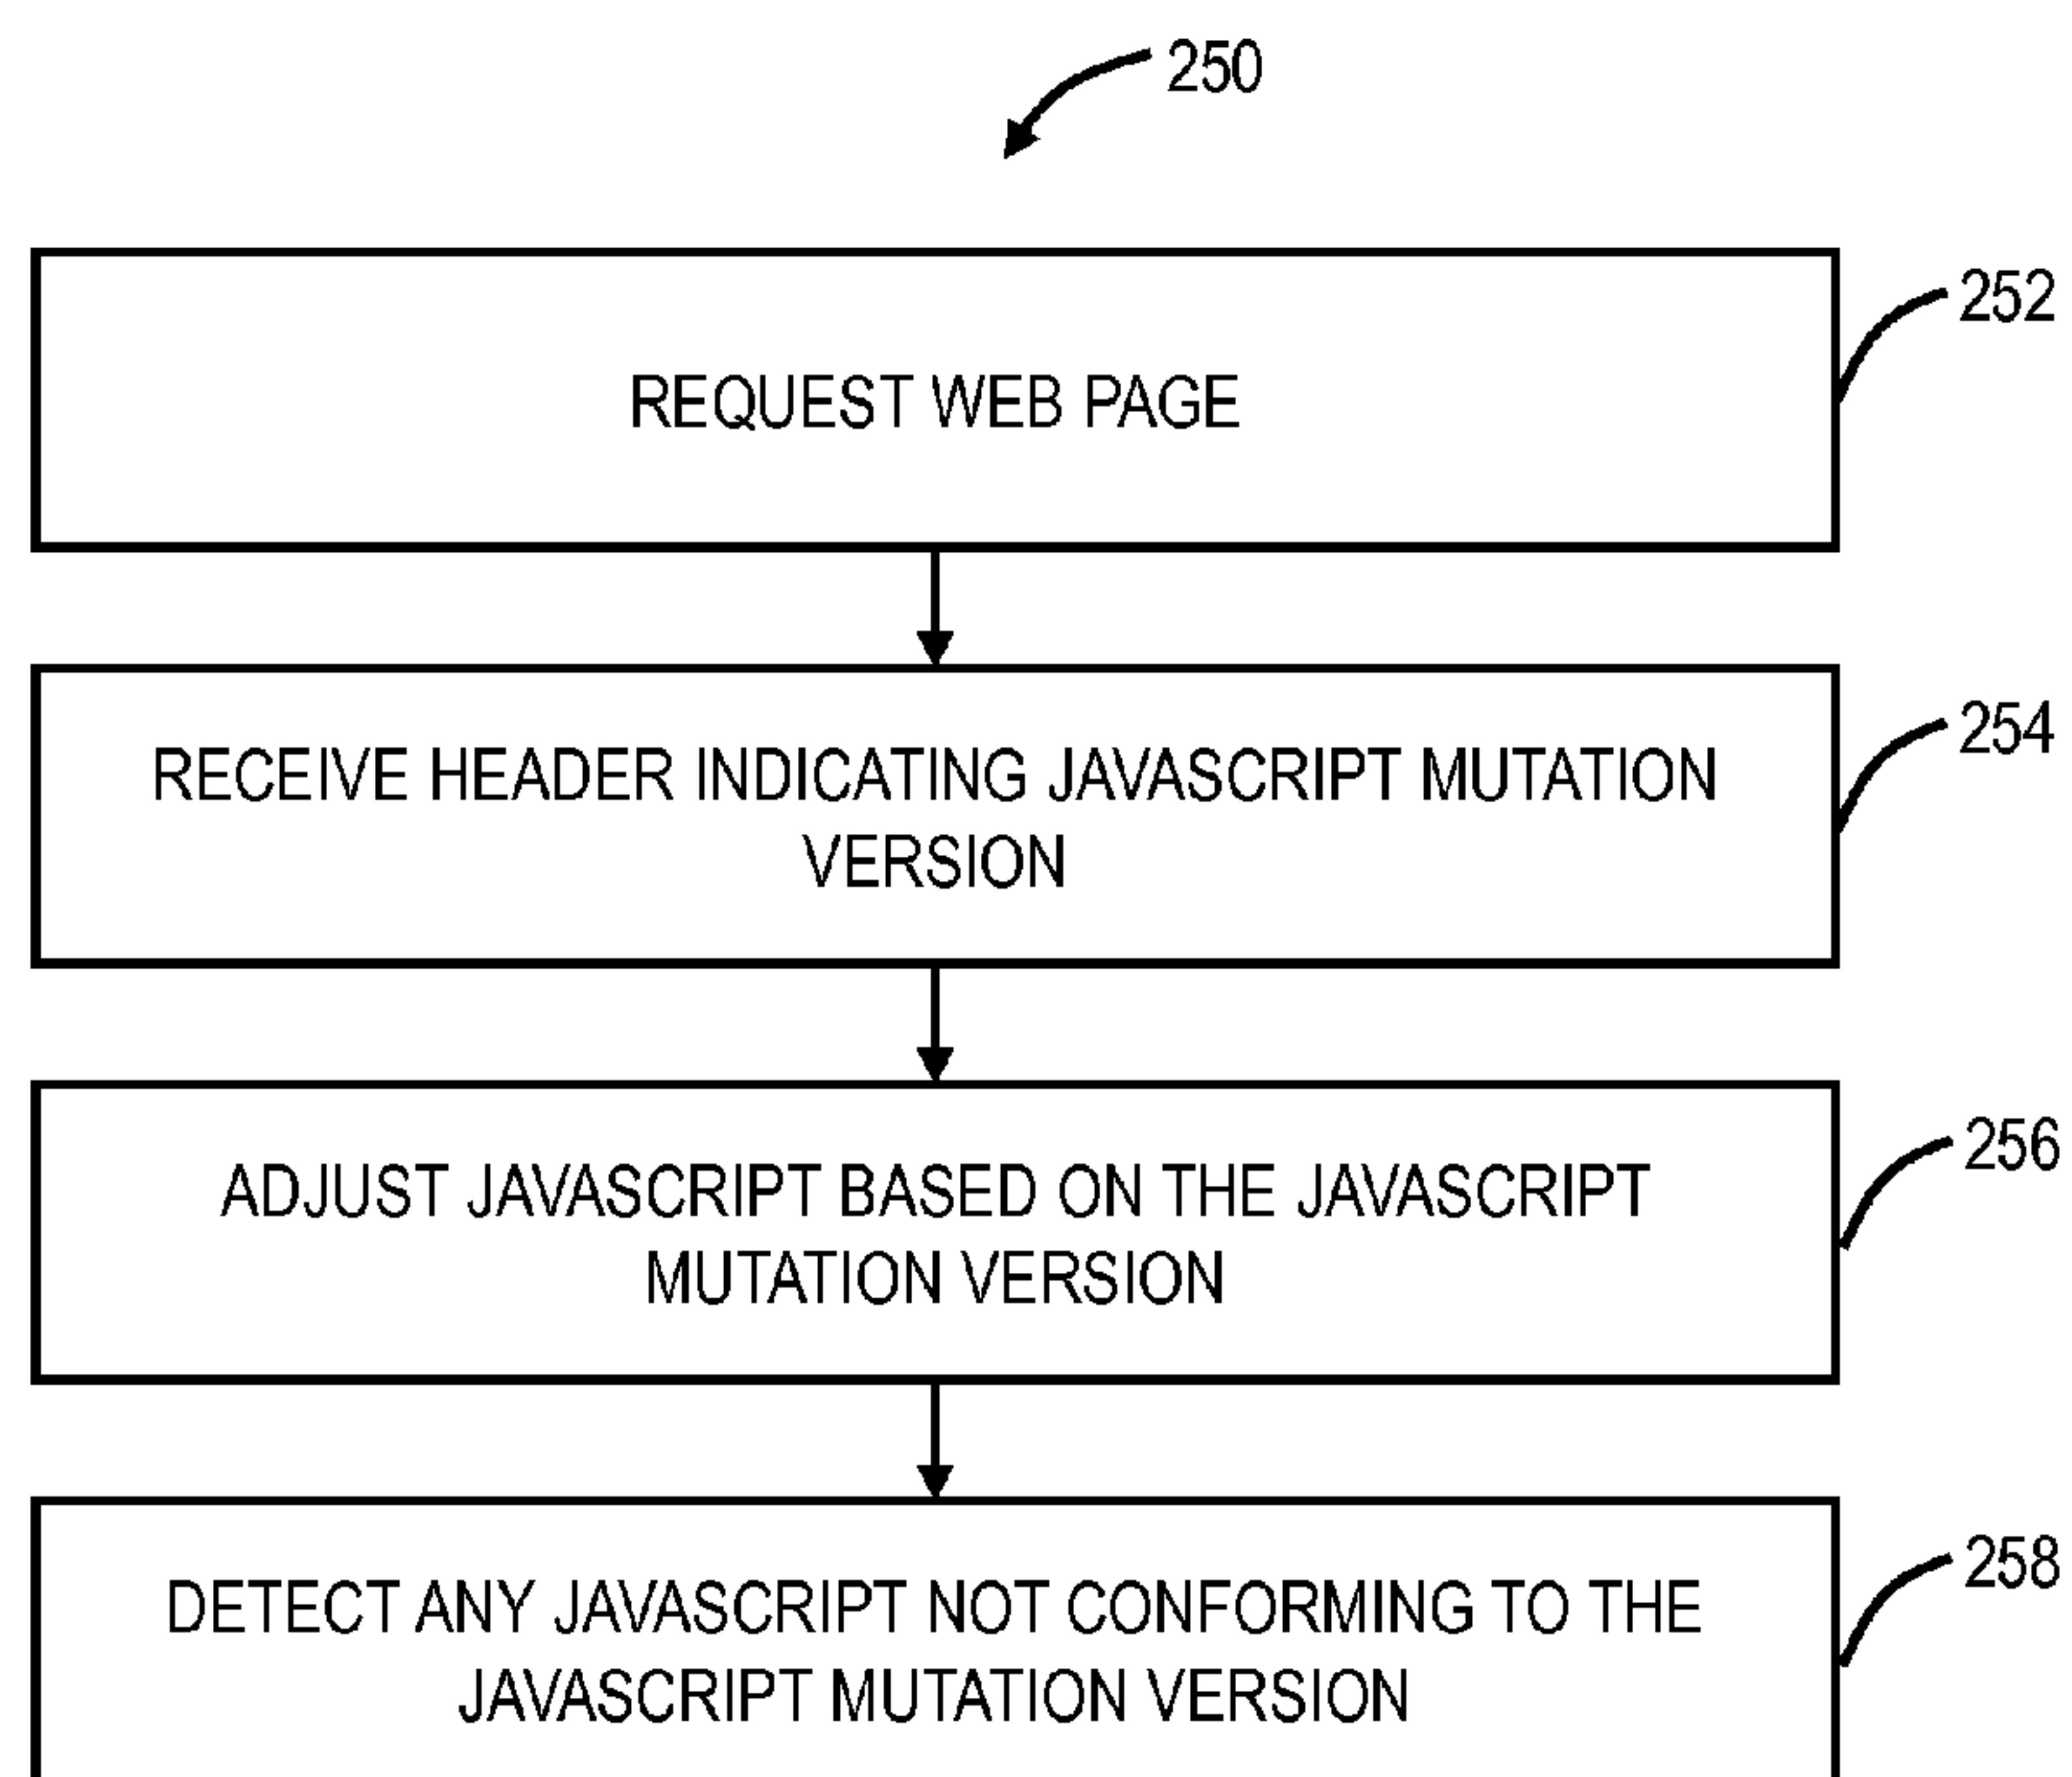 250
252
REQUEST WEB PAGE
254
RECEIVE HEADER INDICATING JAVASCRIPT MUTATION
VERSION
256
ADJUST JAVASCRIPT BASED ON THE JAVASCRIPT
MUTATION VERSION
258
DETECT ANY JAVASCRIPT NOT CONFORMING TO THE
JAVASCRIPT MUTATION VERSION